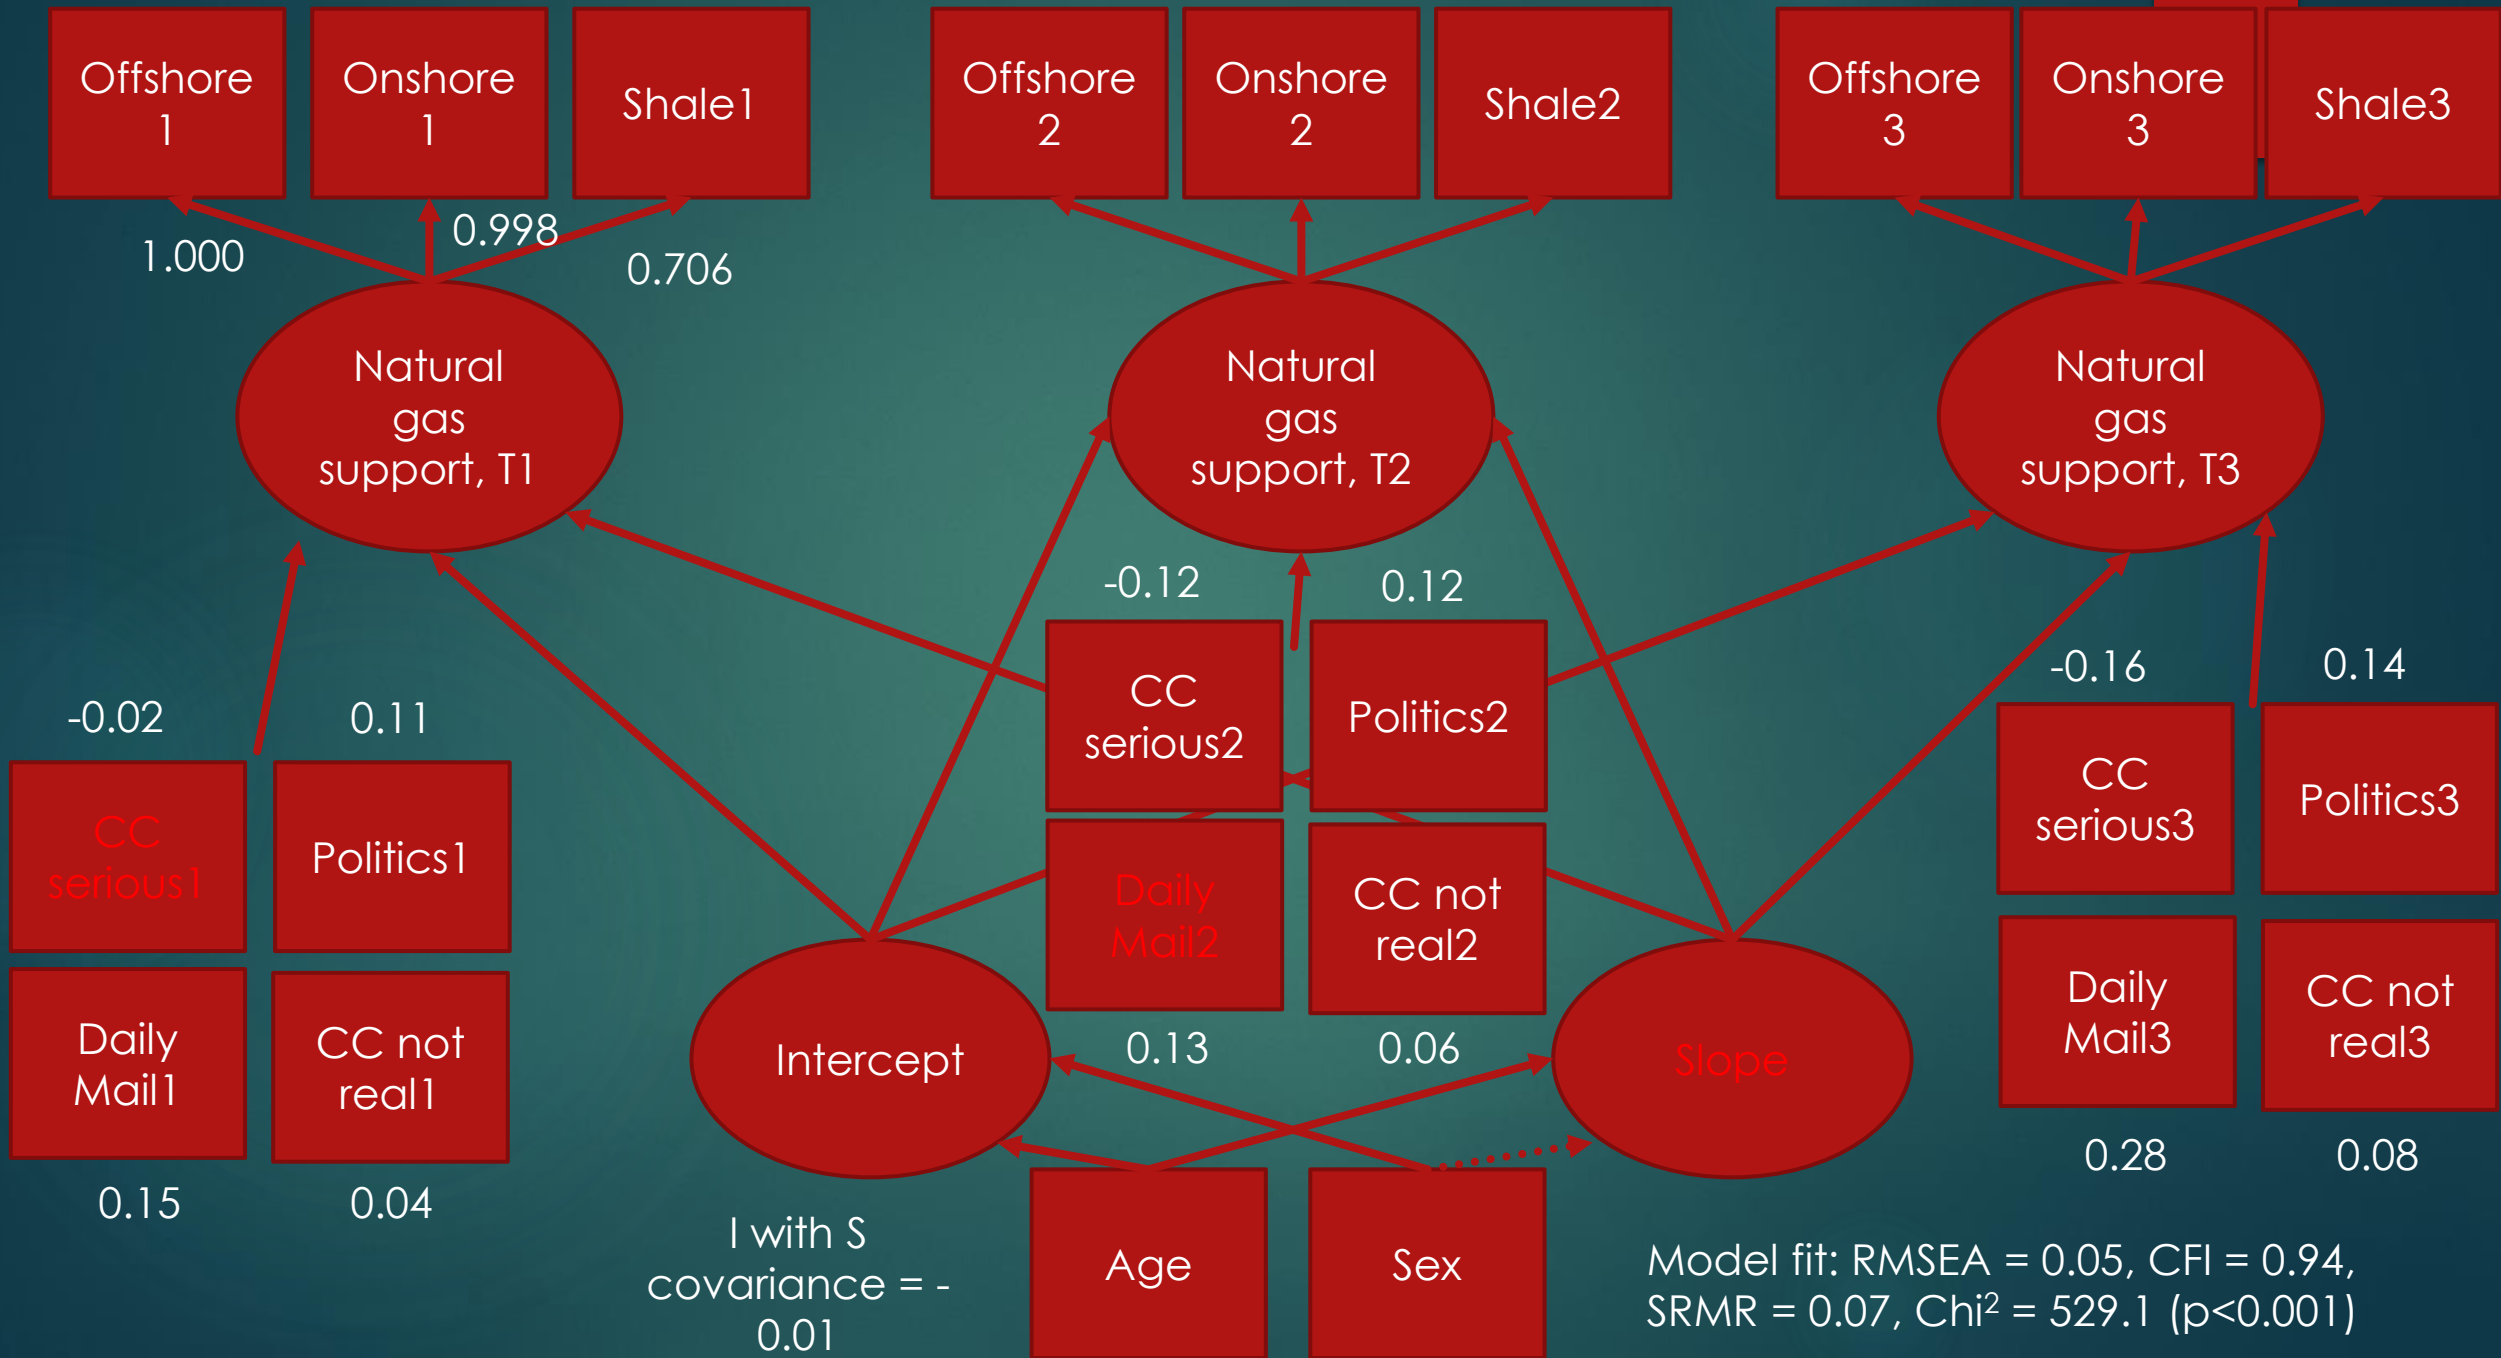 Offshore
1
Onshore
1
Shale1
Offshore
2
Onshore
2
Shale2
Offshore
3
Onshore
3
Shale3
1.000
0.998
0.706
Natural
gas
support, T1
Natural
gas
support, T2
Natural
gas
support, T3
-0.02
0.11
CC
serious1
Politics1
Daily
Mail1
CC not
real1
0.15
0.04
-0.12
0.12
CC
serious2
Politics2
Daily
Mail2
CC not
real2
0.13
0.06
-0.16
0.14
CC
serious3
Politics3
Daily
Mail3
CC not
real3
0.28
0.08
Intercept
Slope
I with S
covariance = -
0.01
Age
Sex
Model fit: RMSEA = 0.05, CFI = 0.94,
SRMR = 0.07, Chi² = 529.1 (p<0.001)